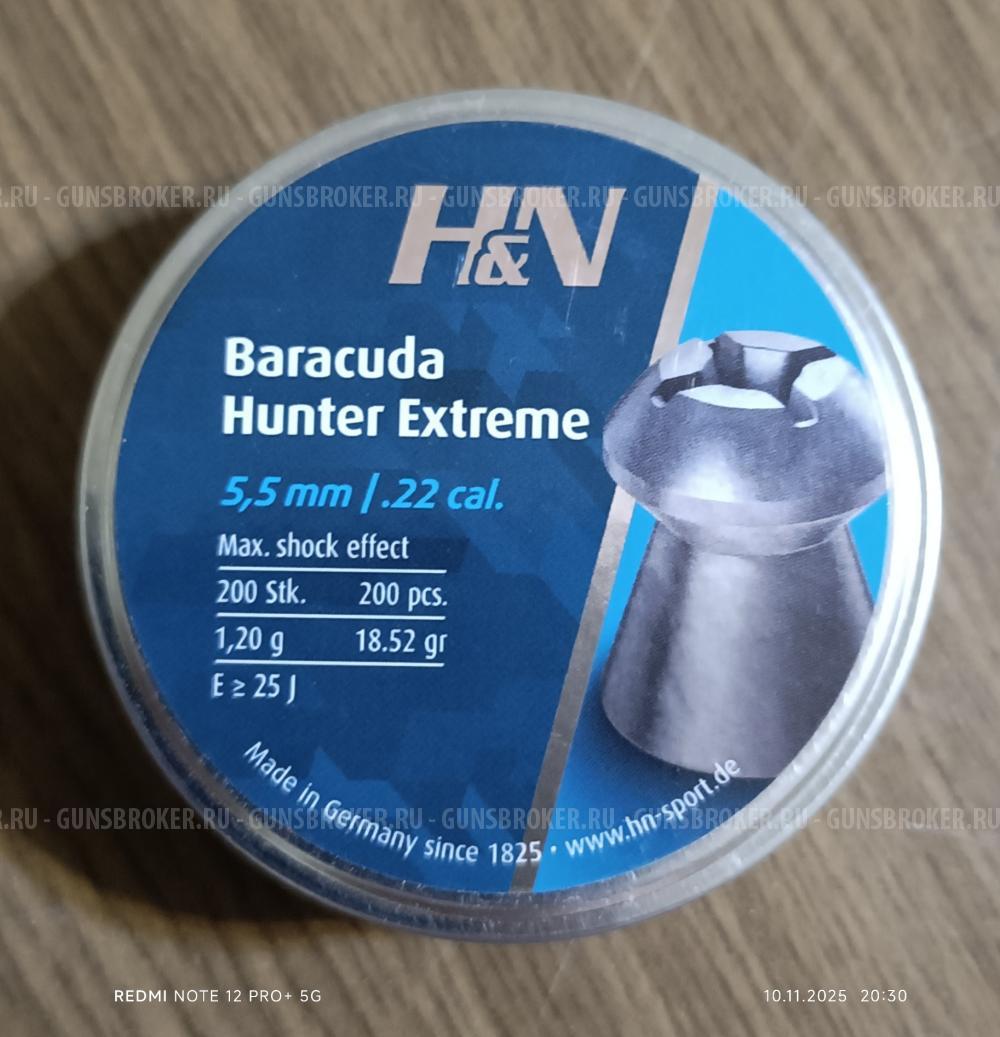 .RU - GUNSBROKER.RU - GUNSBROKER.RU - GUNSBROKER.RU - GUNSBROKER.RU - GUNSBROKER.RU
H&N
Baracuda
Hunter Extreme
5,5 mm | .22 cal.
Max. shock effect
200 Stk. 200 pcs.
1,20 g 18.52 gr
E ≥ 25 J
Made in Germany since 1825 · www.hn-sport.de
.RU - GUNSBROKER.RU - GUNSBROKER.RU - GUNSBROKER.RU - GUNSBROKER.RU - GUNSBROKER.RU
REDMI NOTE 12 PRO+ 5G 10.11.2025 20:30